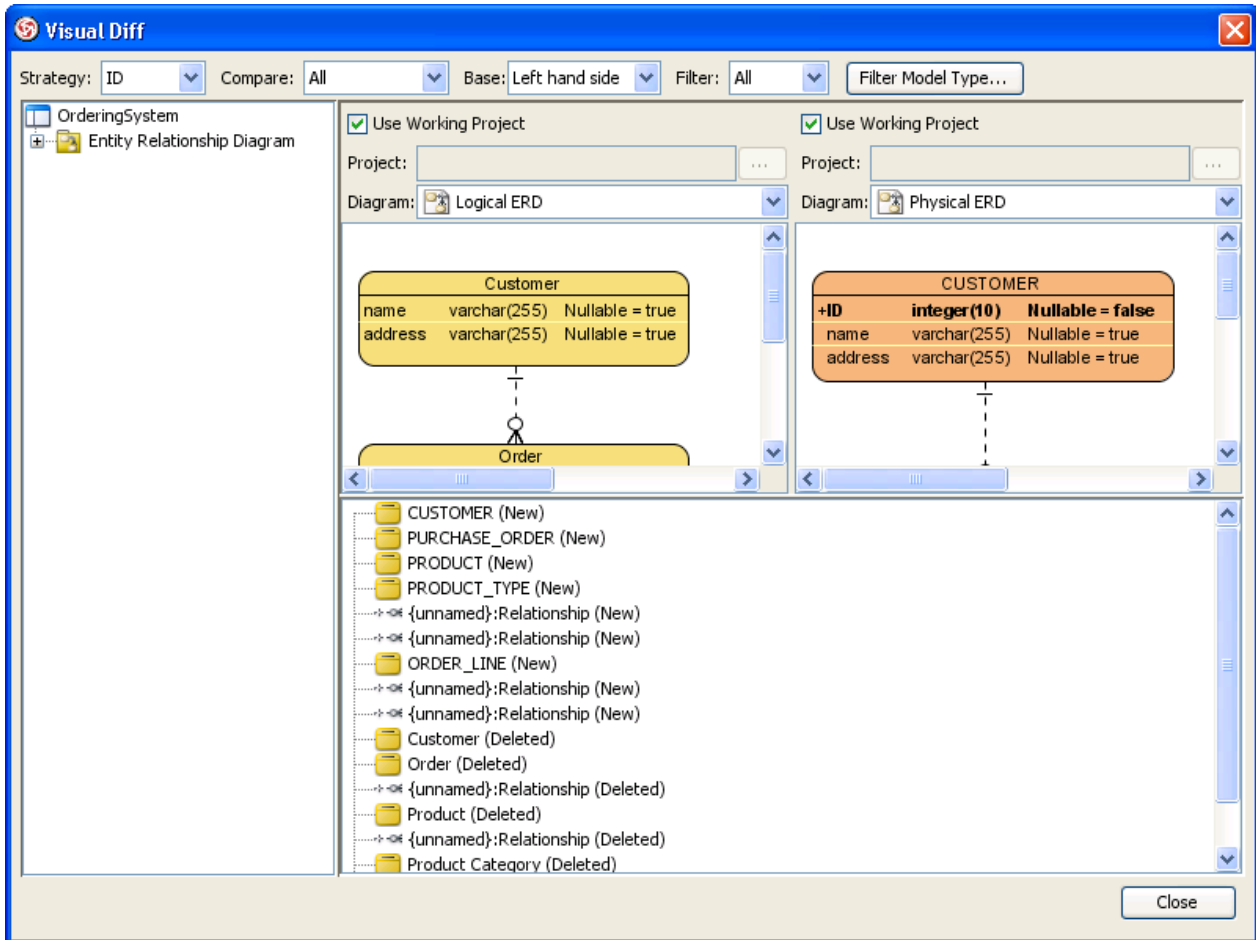 Visual Diff
Strategy: ID Compare: All Base: Left hand side Filter: All Filter Model Type...
OrderingSystem
Entity Relationship Diagram
Use Working Project
Project: ...
Diagram: Logical ERD
Customer
name varchar(255) Nullable = true
address varchar(255) Nullable = true
Order
Use Working Project
Project: ...
Diagram: Physical ERD
CUSTOMER
+ID integer(10) Nullable = false
name varchar(255) Nullable = true
address varchar(255) Nullable = true
CUSTOMER (New)
PURCHASE_ORDER (New)
PRODUCT (New)
PRODUCT_TYPE (New)
{unnamed}:Relationship (New)
{unnamed}:Relationship (New)
ORDER_LINE (New)
{unnamed}:Relationship (New)
{unnamed}:Relationship (New)
Customer (Deleted)
Order (Deleted)
{unnamed}:Relationship (Deleted)
Product (Deleted)
{unnamed}:Relationship (Deleted)
Product Category (Deleted)
Close